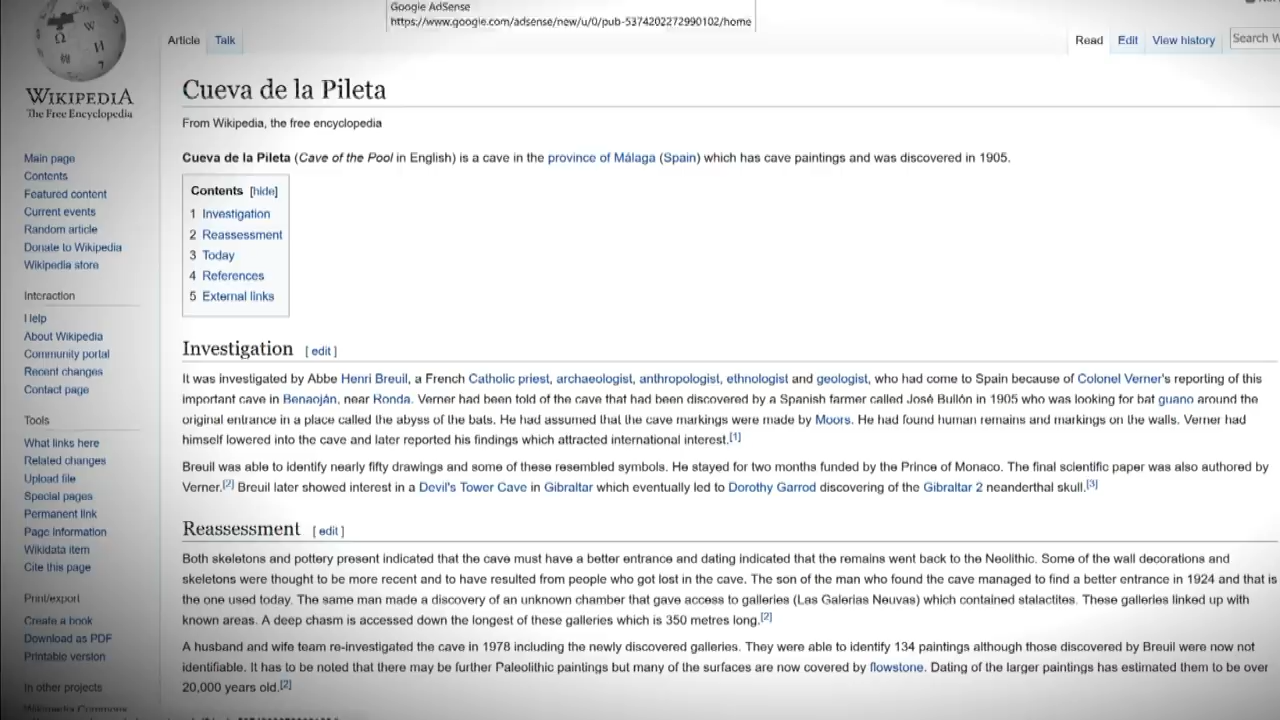 Google AdSense
https://www.google.com/adsense/new/u/0/pub-5374202272990102/home
Article Talk
Read Edit View history
Search W
WIKIPEDIA
The Free Encyclopedia
Main page
Contents
Featured content
Current events
Random article
Donate to Wikipedia
Wikipedia store
Interaction
Help
About Wikipedia
Community portal
Recent changes
Contact page
Tools
What links here
Related changes
Upload file
Special pages
Permanent link
Page information
Wikidata item
Cite this page
Print/export
Create a book
Download as PDF
Printable version
In other projects
Wikimedia Commons
Cueva de la Pileta
From Wikipedia, the free encyclopedia
Cueva de la Pileta (Cave of the Pool in English) is a cave in the province of Málaga (Spain) which has cave paintings and was discovered in 1905.
Contents [hide]
1 Investigation
2 Reassessment
3 Today
4 References
5 External links
Investigation [ edit ]
It was investigated by Abbe Henri Breuil, a French Catholic priest, archaeologist, anthropologist, ethnologist and geologist, who had come to Spain because of Colonel Verner's reporting of this
important cave in Benaoján, near Ronda. Verner had been told of the cave that had been discovered by a Spanish farmer called José Bullón in 1905 who was looking for bat guano around the
original entrance in a place called the abyss of the bats. He had assumed that the cave markings were made by Moors. He had found human remains and markings on the walls. Verner had
himself lowered into the cave and later reported his findings which attracted international interest.[1]
Breuil was able to identify nearly fifty drawings and some of these resembled symbols. He stayed for two months funded by the Prince of Monaco. The final scientific paper was also authored by
Verner.[2] Breuil later showed interest in a Devil's Tower Cave in Gibraltar which eventually led to Dorothy Garrod discovering of the Gibraltar 2 neanderthal skull.[3]
Reassessment [ edit ]
Both skeletons and pottery present indicated that the cave must have a better entrance and dating indicated that the remains went back to the Neolithic. Some of the wall decorations and
skeletons were thought to be more recent and to have resulted from people who got lost in the cave. The son of the man who found the cave managed to find a better entrance in 1924 and that is
the one used today. The same man made a discovery of an unknown chamber that gave access to galleries (Las Galerias Neuvas) which contained stalactites. These galleries linked up with
known areas. A deep chasm is accessed down the longest of these galleries which is 350 metres long.[2]
A husband and wife team re-investigated the cave in 1978 including the newly discovered galleries. They were able to identify 134 paintings although those discovered by Breuil were now not
identifiable. It has to be noted that there may be further Paleolithic paintings but many of the surfaces are now covered by flowstone. Dating of the larger paintings has estimated them to be over
20,000 years old.[2]